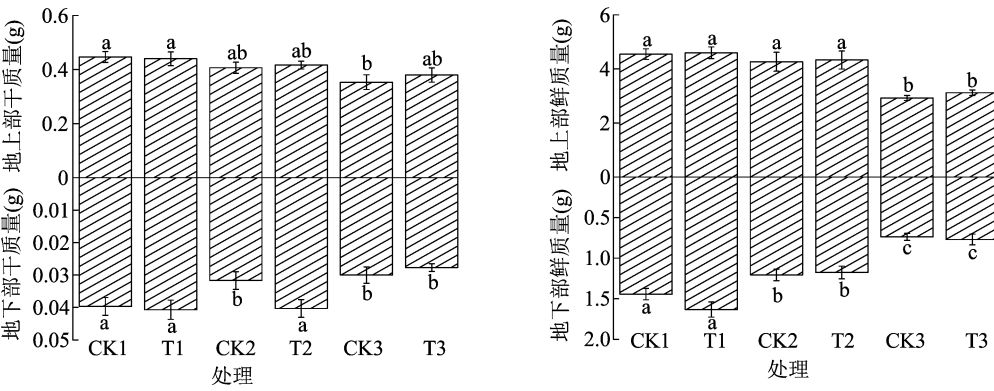 地上部干质量(g)
0.6
0.4
0.2
0
a a ab ab b ab
地下部干质量(g)
0.01
0.02
0.03
0.04
0.05
a a b a b b
CK1 T1 CK2 T2 CK3 T3
处理
地上部鲜质量(g)
6
4
2
0
a a a a b b
地下部鲜质量(g)
0.5
1.0
1.5
2.0
a a b b c c
CK1 T1 CK2 T2 CK3 T3
处理